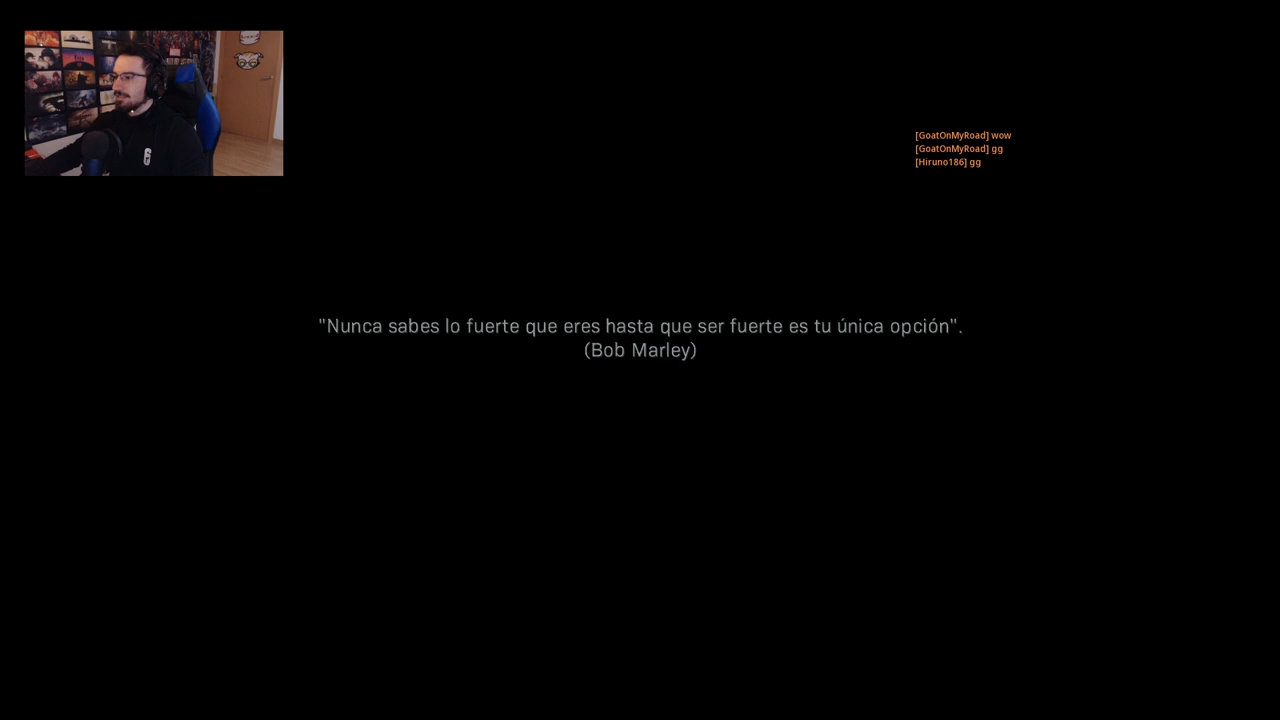 [GoatOnMyRoad] wow
[GoatOnMyRoad] gg
[Hiruno186] gg
"Nunca sabes lo fuerte que eres hasta que ser fuerte es tu única opción".
(Bob Marley)